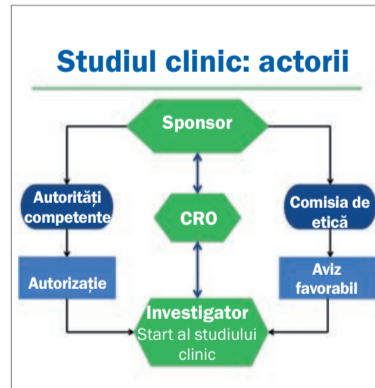 Studiul clinic: actorii
Sponsor
Autorități
competente
CRO
Comisia de
etică
Autorizație
Aviz
favorabil
Investigator
Start al studiului
clinic